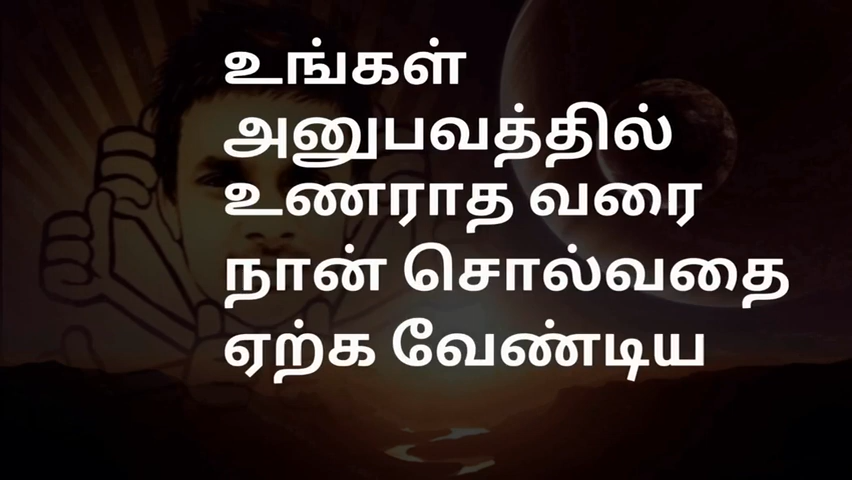 உங்கள்
அனுபவத்தில்
உணராத வரை
நான் சொல்வதை
ஏற்க வேண்டிய